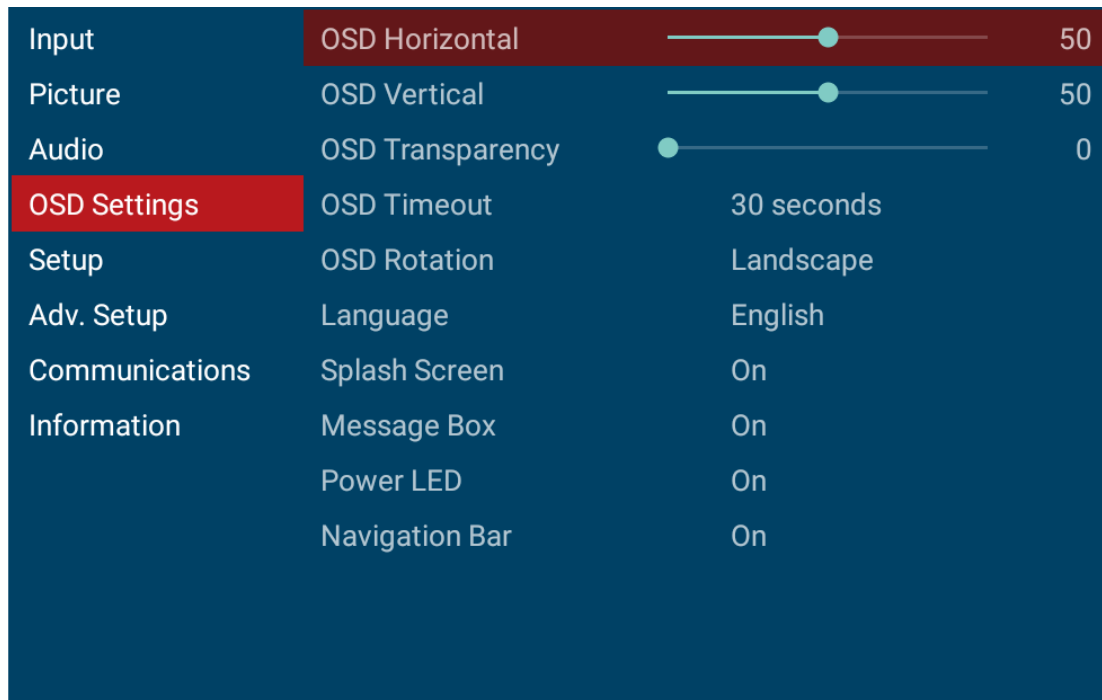 Input
Picture
Audio
OSD Settings
Setup
Adv. Setup
Communications
Information
OSD Horizontal 50
OSD Vertical 50
OSD Transparency 0
OSD Timeout 30 seconds
OSD Rotation Landscape
Language English
Splash Screen On
Message Box On
Power LED On
Navigation Bar On